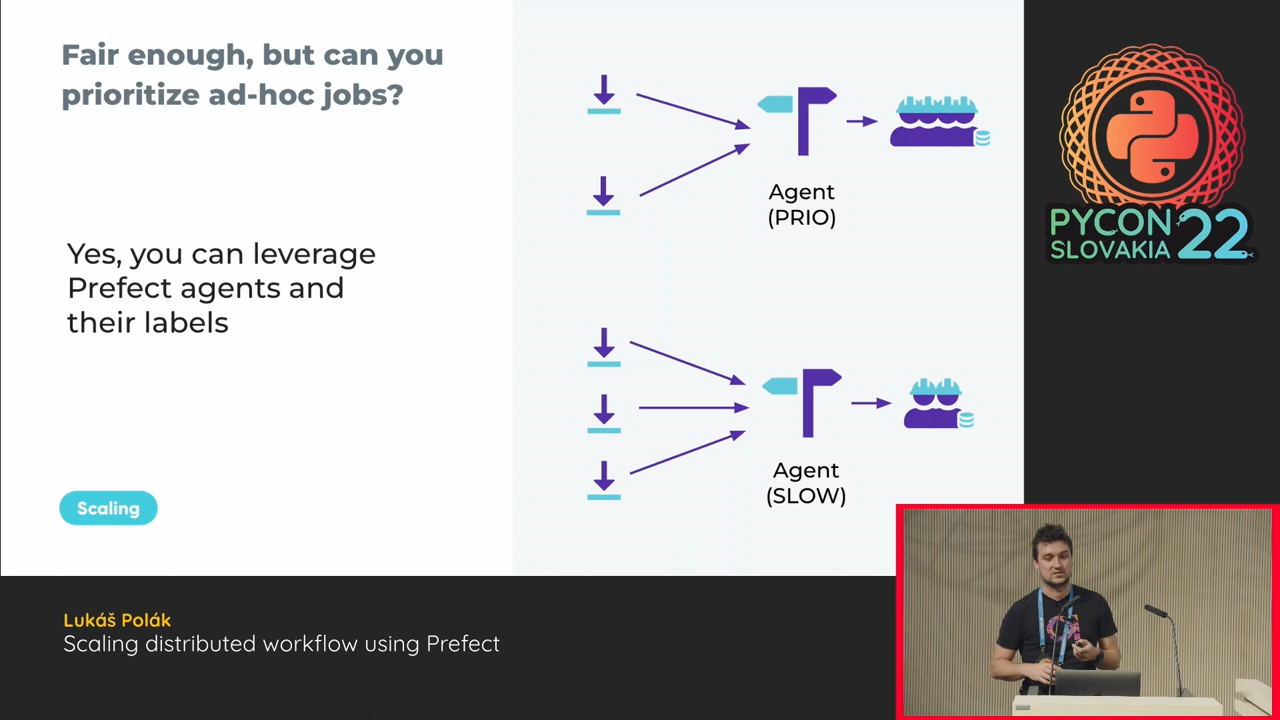 Fair enough, but can you
prioritize ad-hoc jobs?
Yes, you can leverage
Prefect agents and
their labels
Scaling
Agent
(PRIO)
Agent
(SLOW)
PYCON
SLOVAKIA
22
Lukáš Polák
Scaling distributed workflow using Prefect